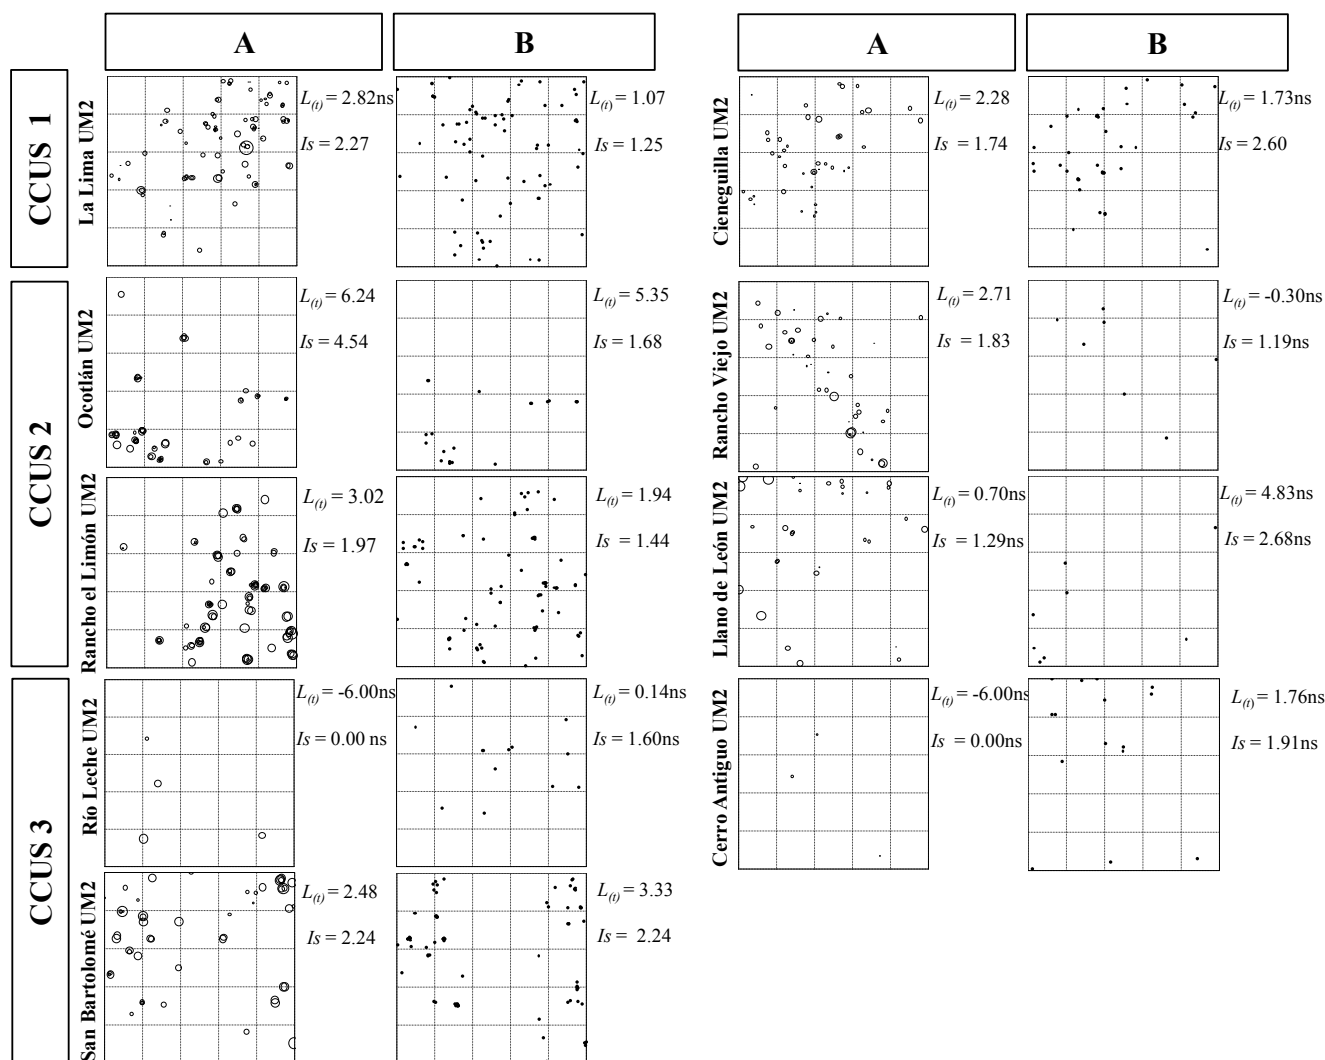 A
B
A
B
CCUS 1
La Lima UM2
L(t) = 2.82ns
Is = 2.27
L(t) = 1.07
Is = 1.25
Cieneguilla UM2
L(t) = 2.28
Is = 1.74
L(t) = 1.73ns
Is = 2.60
CCUS 2
Ocotlán UM2
L(t) = 6.24
Is = 4.54
L(t) = 5.35
Is = 1.68
Rancho Viejo UM2
L(t) = 2.71
Is = 1.83
L(t) = -0.30ns
Is = 1.19ns
Rancho el Limón UM2
L(t) = 3.02
Is = 1.97
L(t) = 1.94
Is = 1.44
Llano de León UM2
L(t) = 0.70ns
Is = 1.29ns
L(t) = 4.83ns
Is = 2.68ns
CCUS 3
Río Leche UM2
L(t) = -6.00ns
Is = 0.00 ns
L(t) = 0.14ns
Is = 1.60ns
Cerro Antiguo UM2
L(t) = -6.00ns
Is = 0.00ns
L(t) = 1.76ns
Is = 1.91ns
San Bartolomé UM2
L(t) = 2.48
Is = 2.24
L(t) = 3.33
Is = 2.24